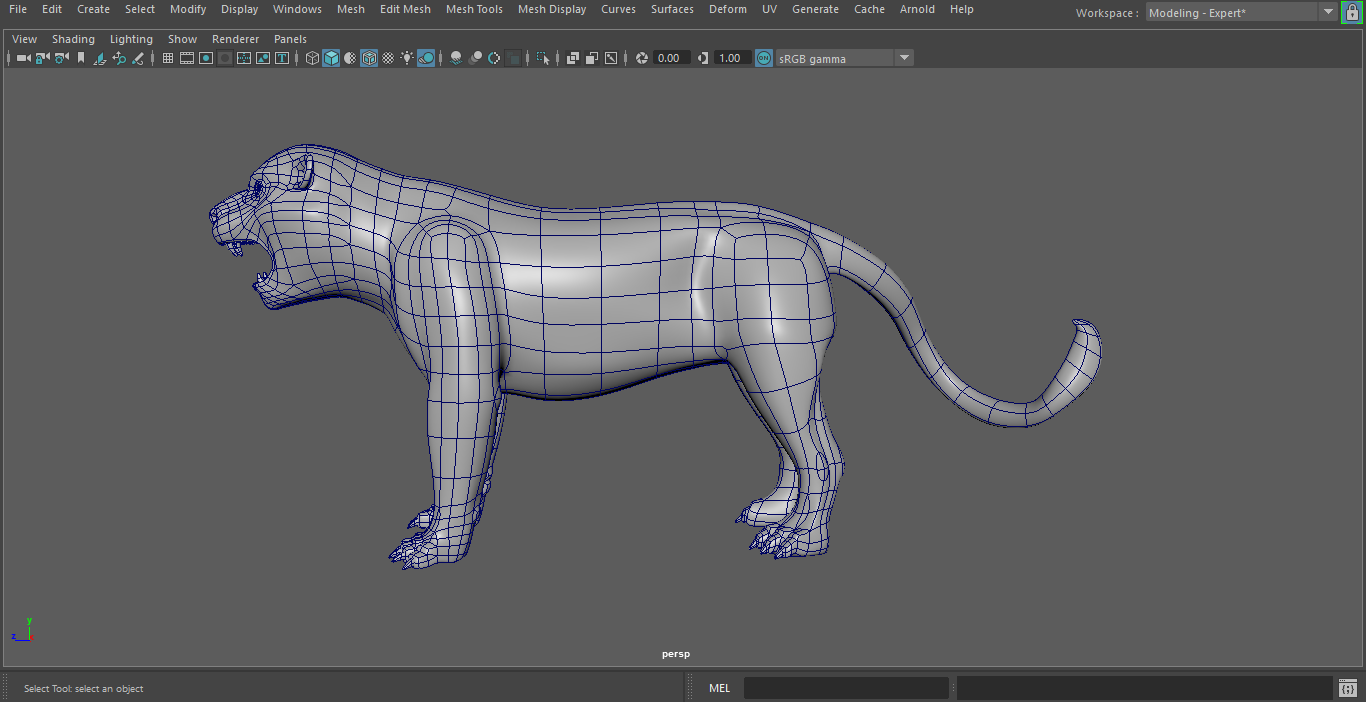 File Edit Create Select Modify Display Windows Mesh Edit Mesh Mesh Tools Mesh Display Curves Surfaces Deform UV Generate Cache Arnold Help Workspace : Modeling - Expert*
View Shading Lighting Show Renderer Panels
0.00 1.00 ON sRGB gamma
y
z x
persp
Select Tool: select an object MEL